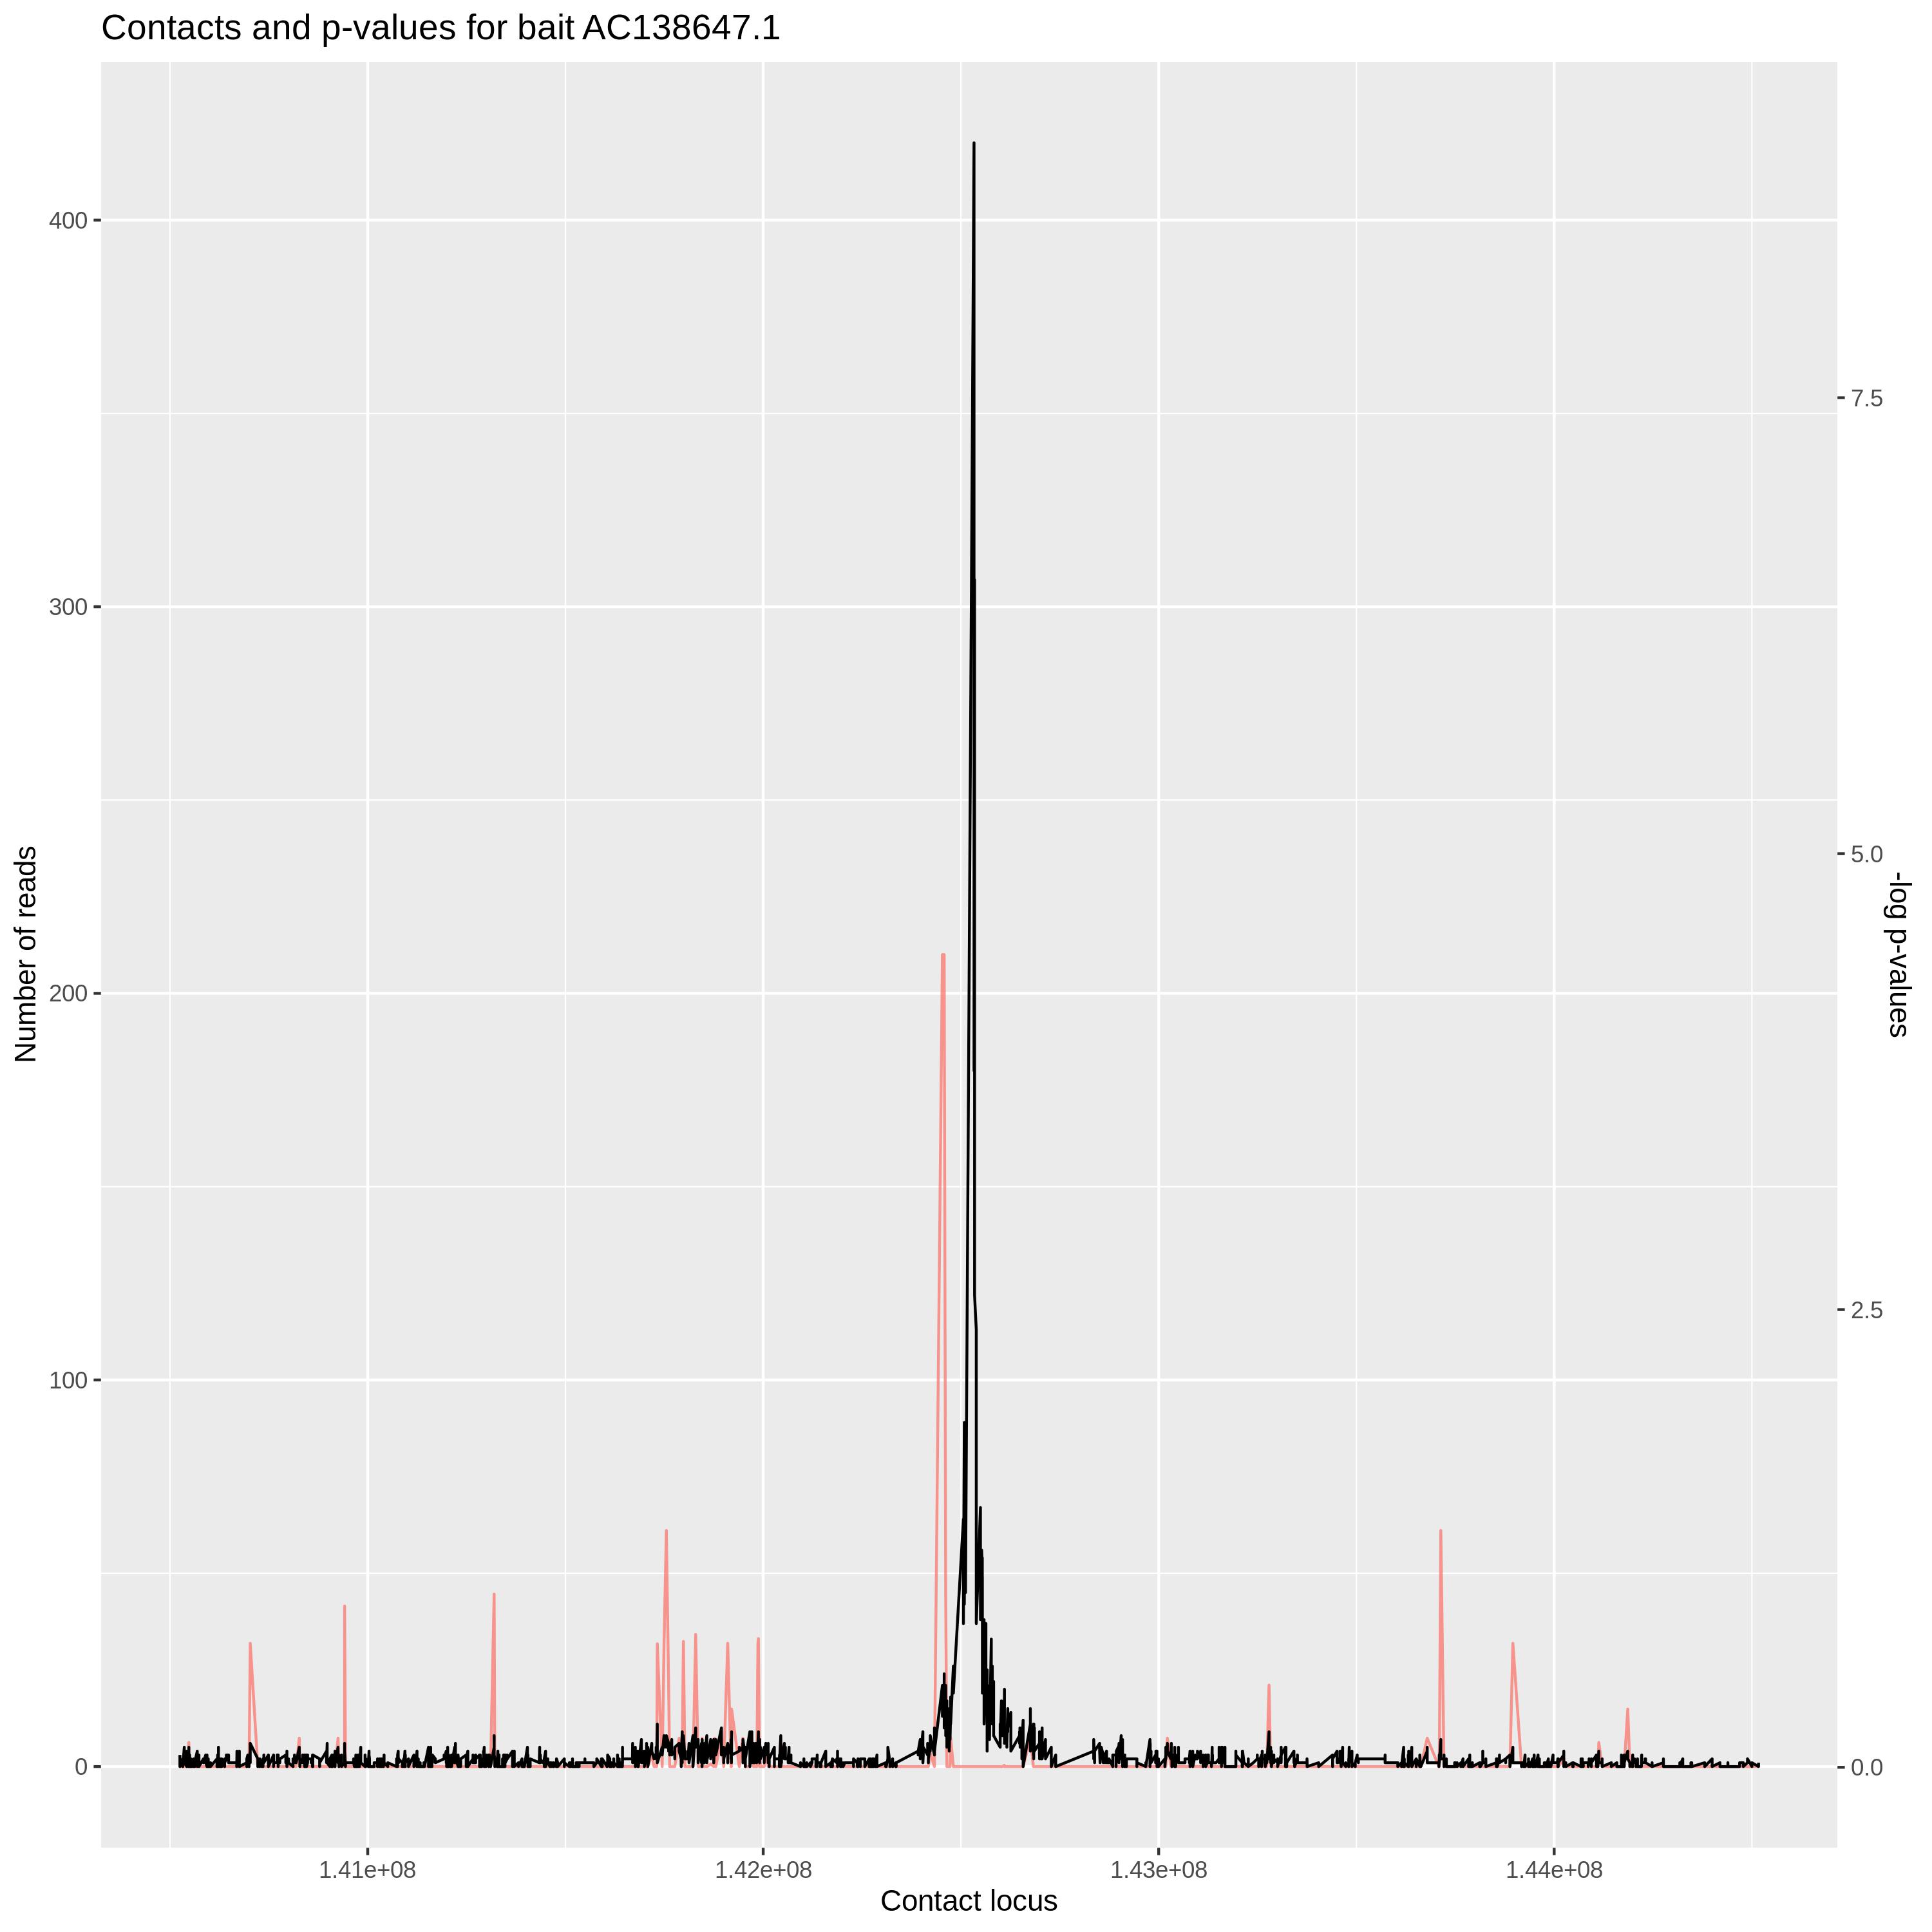 Contacts and p-values for bait AC138647.1
Number of reads
400
300
200
100
0
7.5
5.0
2.5
0.0
-log p-values
1.41e+08
1.42e+08
1.43e+08
1.44e+08
Contact locus